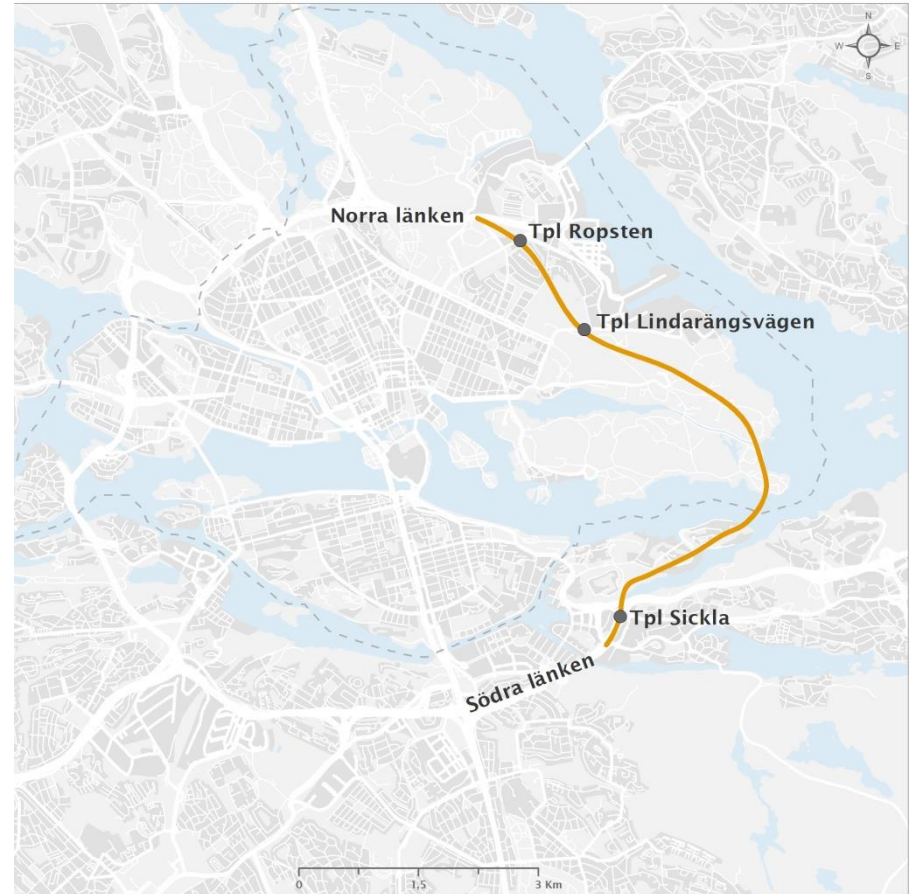 N
W E
S
Norra länken
Tpl Ropsten
Tpl Lindarängsvägen
Tpl Sickla
Södra länken
0 1,5 3 Km